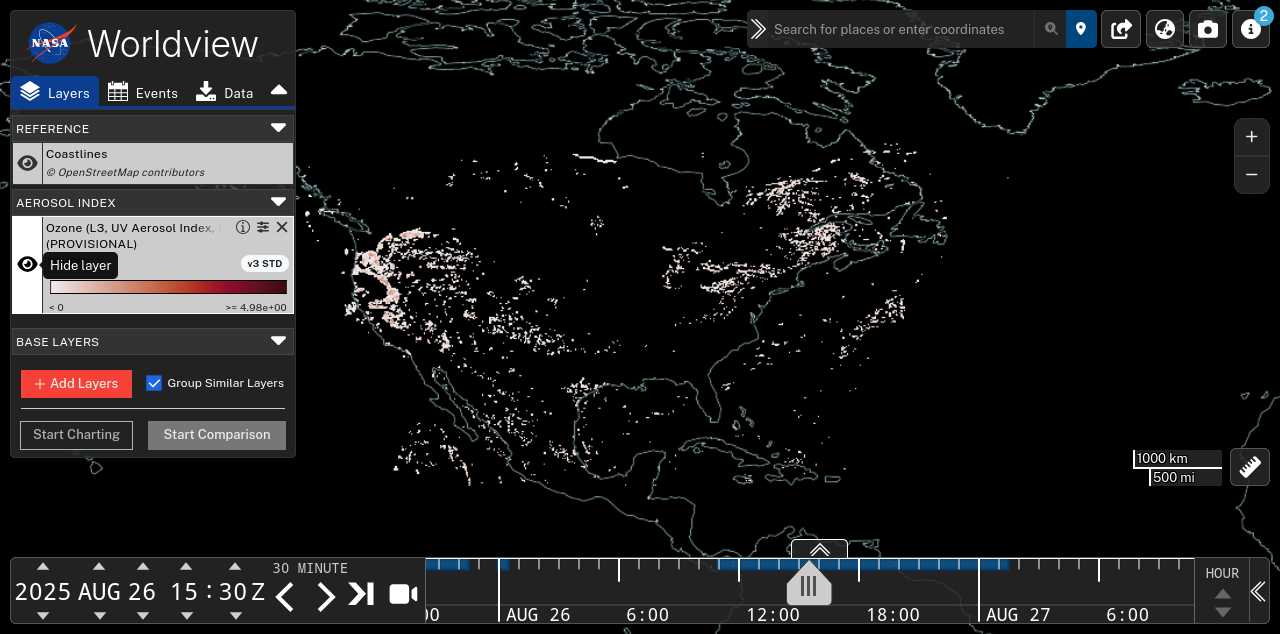 NASA
Worldview
Layers
Events
Data
REFERENCE
Coastlines
© OpenStreetMap contributors
AEROSOL INDEX
Ozone (L3, UV Aerosol Index,
(PROVISIONAL)
Hide layer
v3 STD
< 0
>= 4.98e+00
BASE LAYERS
+ Add Layers
Group Similar Layers
Start Charting
Start Comparison
Search for places or enter coordinates
2
+
−
1000 km
500 mi
2025 AUG 26 15 : 30 Z
30 MINUTE
00
AUG 26
6:00
12:00
18:00
AUG 27
6:00
HOUR